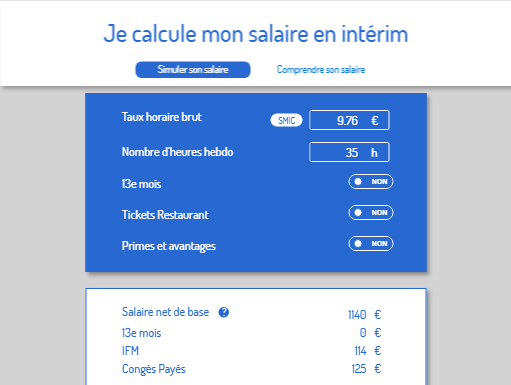 Je calcule mon salaire en intérim
Simuler son salaire Comprendre son salaire
Taux horaire brut SMIC 9.76 €
Nombre d'heures hebdo 35 h
13e mois NON
Tickets Restaurant NON
Primes et avantages NON
Salaire net de base ? 1140 €
13e mois 0 €
IFM 114 €
Congés Payés 125 €